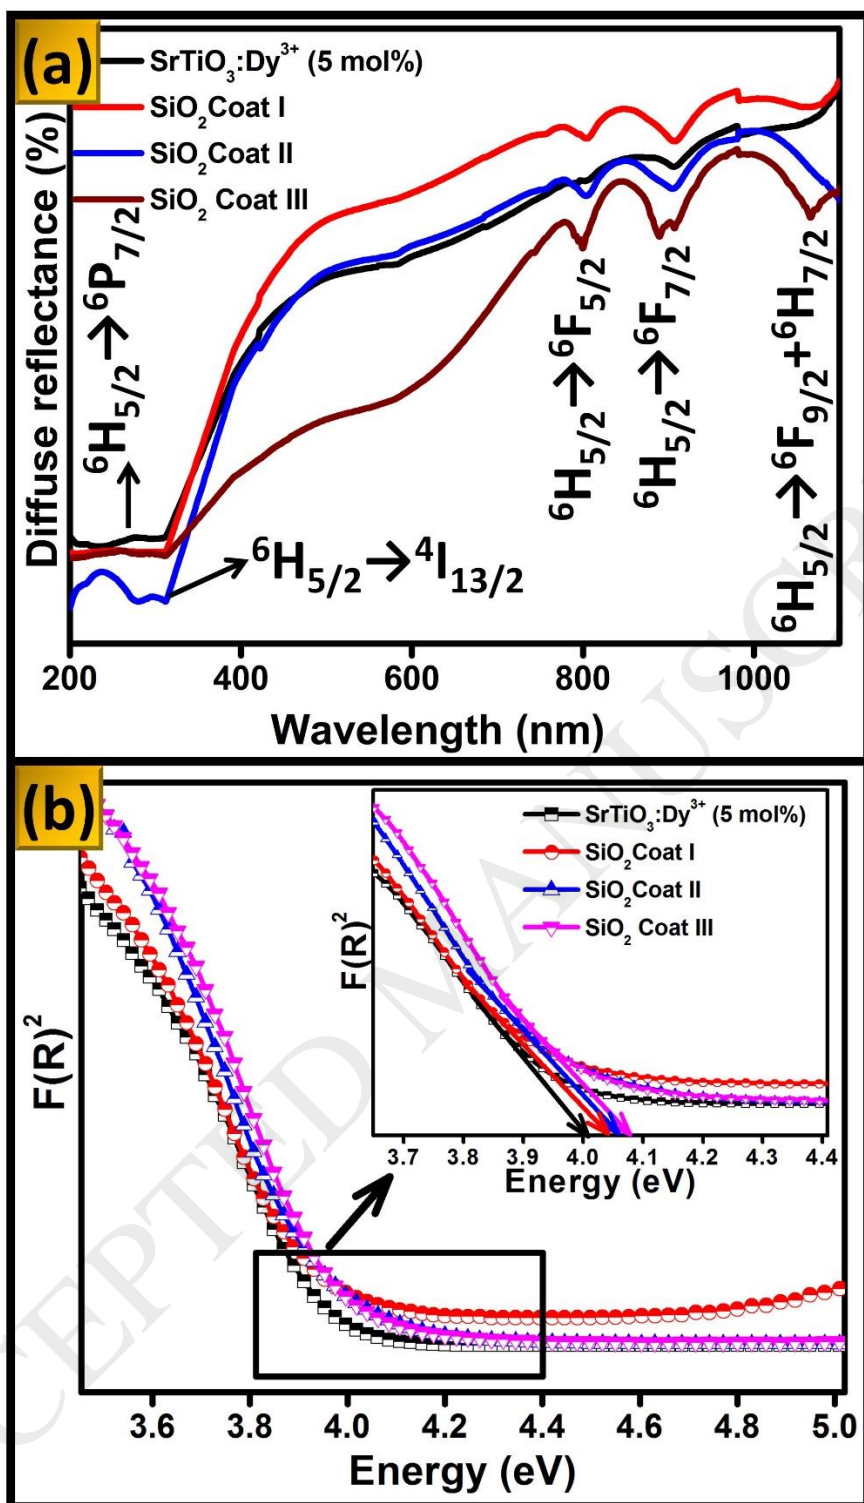 (a)
SrTiO₃:Dy³⁺ (5 mol%)
SiO₂Coat I
SiO₂Coat II
SiO₂ Coat III
Diffuse reflectance (%)
⁶H₅/₂→⁶P₇/₂
⁶H₅/₂→⁴I₁₃/₂
⁶H₅/₂→⁶F₅/₂
⁶H₅/₂→⁶F₇/₂
⁶H₅/₂→⁶F₉/₂+⁶H₇/₂
200 400 600 800 1000
Wavelength (nm)
(b)
F(R)²
SrTiO₃:Dy³⁺ (5 mol%)
SiO₂Coat I
SiO₂Coat II
SiO₂ Coat III
F(R)²
3.7 3.8 3.9 4.0 4.1 4.2 4.3 4.4
Energy (eV)
3.6 3.8 4.0 4.2 4.4 4.6 4.8 5.0
Energy (eV)
CEPTED MANUSCRI